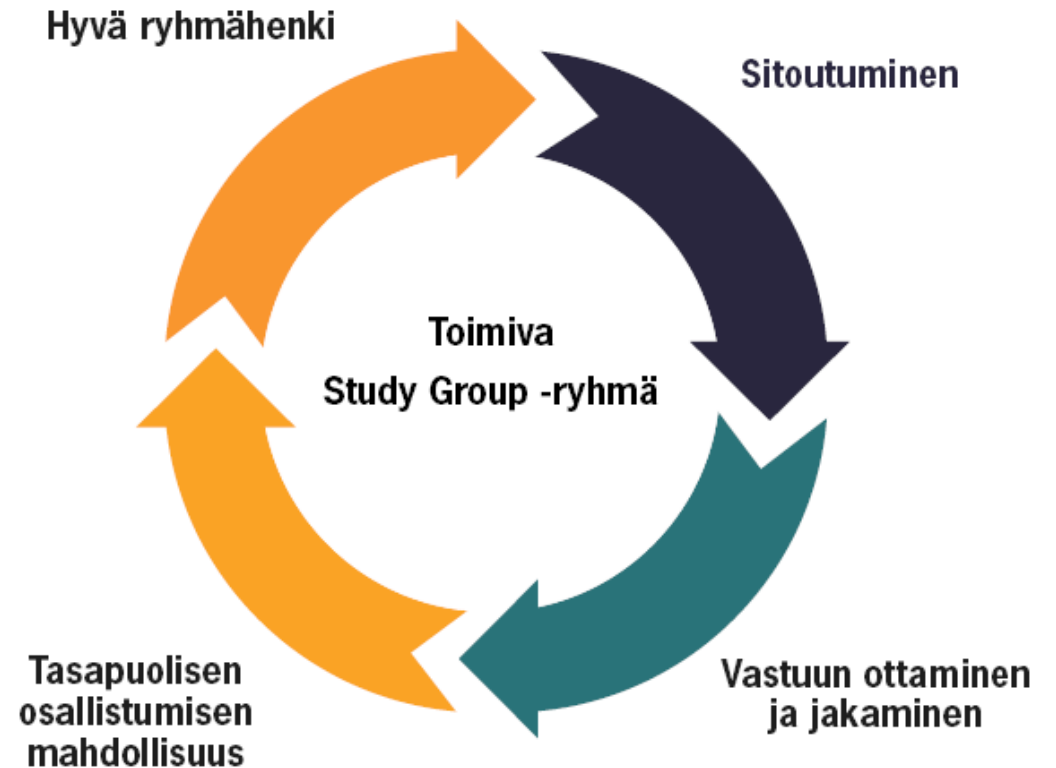 Hyvä ryhmähenki
Sitoutuminen
Toimiva
Study Group -ryhmä
Tasapuolisen
osallistumisen
mahdollisuus
Vastuun ottaminen
ja jakaminen